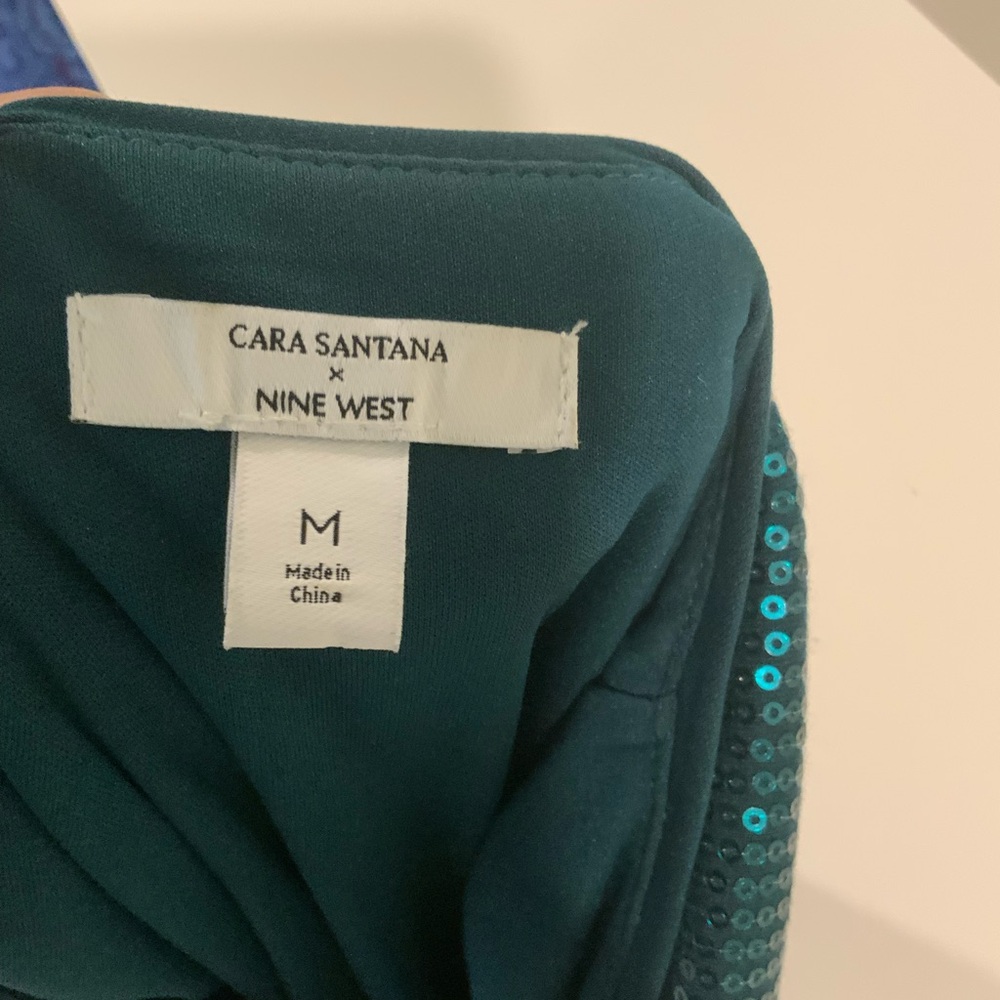 CARA SANTANA
×
NINE WEST
M
Made in
China